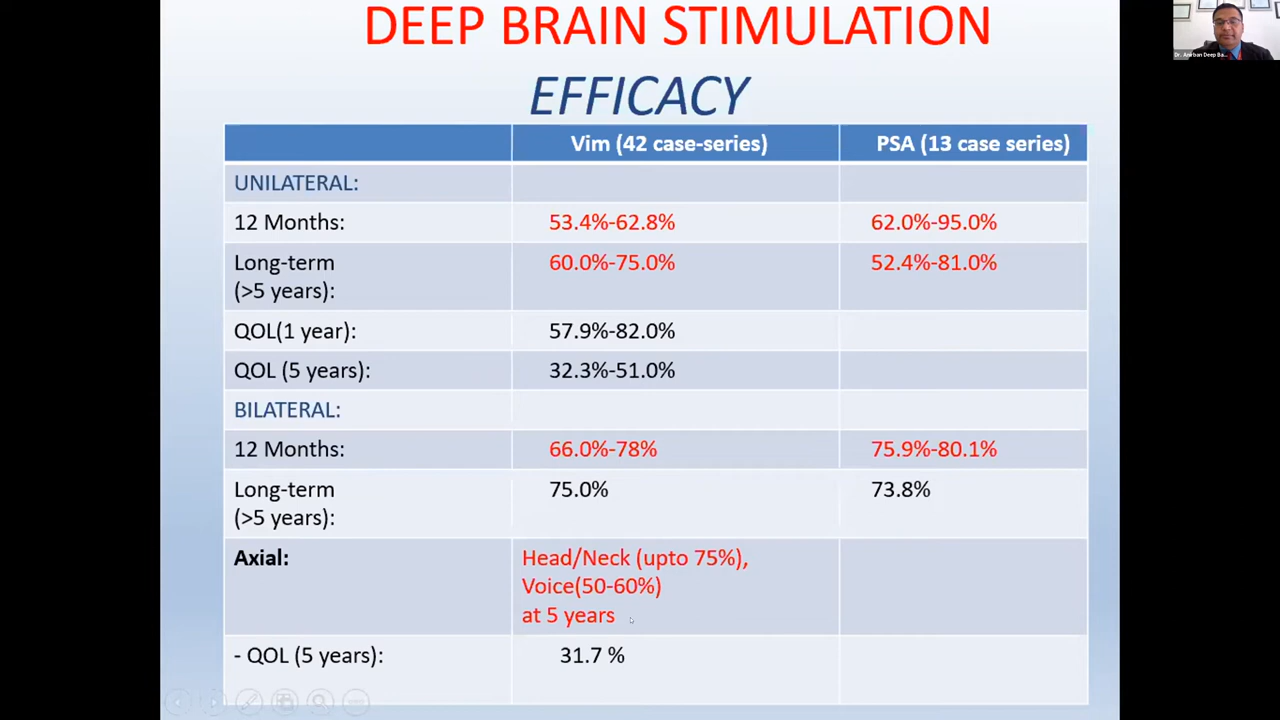 DEEP BRAIN STIMULATION
EFFICACY
Vim (42 case-series) PSA (13 case series)
UNILATERAL:
12 Months: 53.4%-62.8% 62.0%-95.0%
Long-term 60.0%-75.0% 52.4%-81.0%
(>5 years):
QOL(1 year): 57.9%-82.0%
QOL (5 years): 32.3%-51.0%
BILATERAL:
12 Months: 66.0%-78% 75.9%-80.1%
Long-term 75.0% 73.8%
(>5 years):
Axial: Head/Neck (upto 75%),
Voice(50-60%)
at 5 years
- QOL (5 years): 31.7 %
Dr. Anirban Deep Ba...